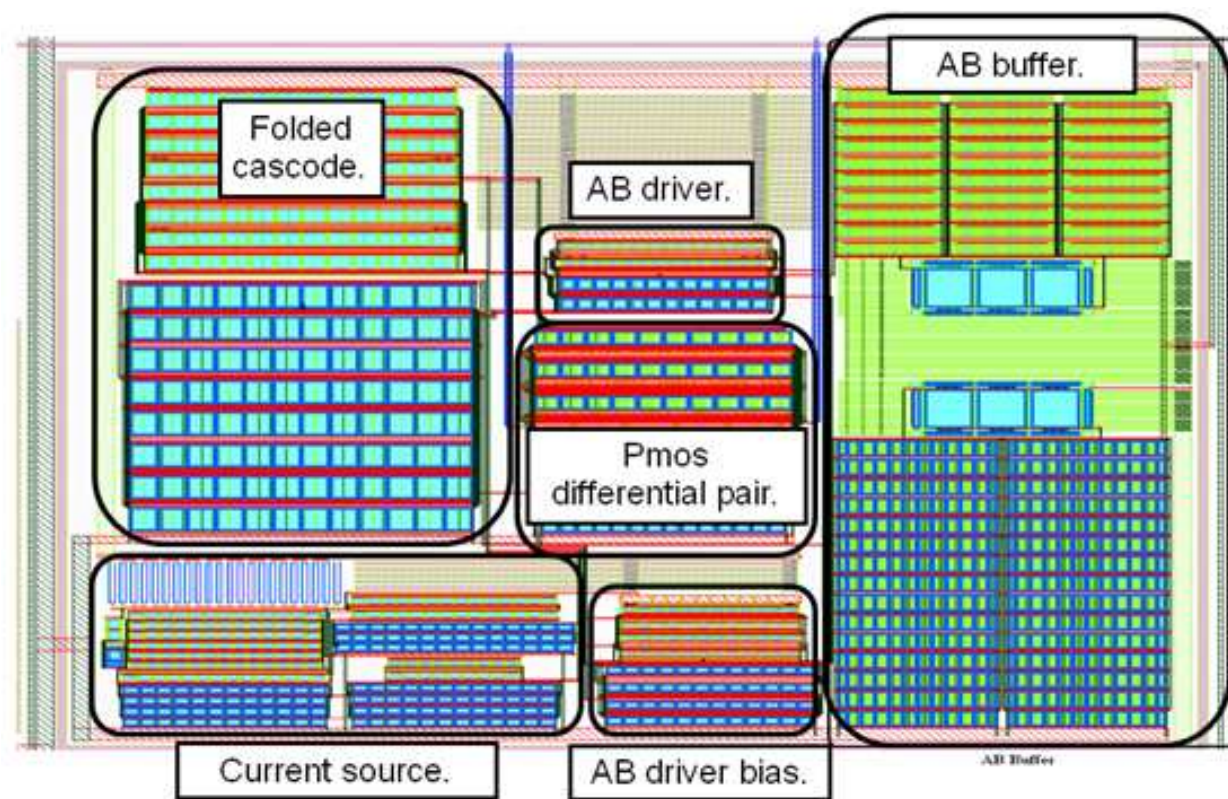 AB buffer.
Folded
cascode.
AB driver.
Pmos
differential pair.
Current source.
AB driver bias.
AB Buffer